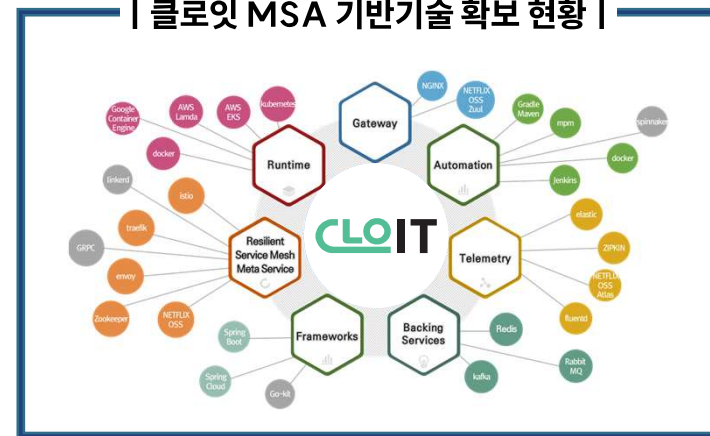 | 클로잇 MSA 기반기술 확보 현황 |
Gateway
NGINX
NETFLIX
OSS
Zuul
Automation
Gradle
Maven
mpm
spinnaker
docker
Jenkins
Telemetry
elastic
ZIPKIN
NETFLIX
OSS
Atlas
fluentd
Backing
Services
Redis
Rabbit
MQ
kafka
Frameworks
Spring
Boot
Spring
Cloud
Go-kit
Resilient
Service Mesh
Meta Service
linkerd
istio
traefik
GRPC
envoy
Zookeeper
NETFLIX
OSS
Runtime
Google
Container
Engine
AWS
Lamda
AWS
EKS
kubernetes
docker
CLOIT